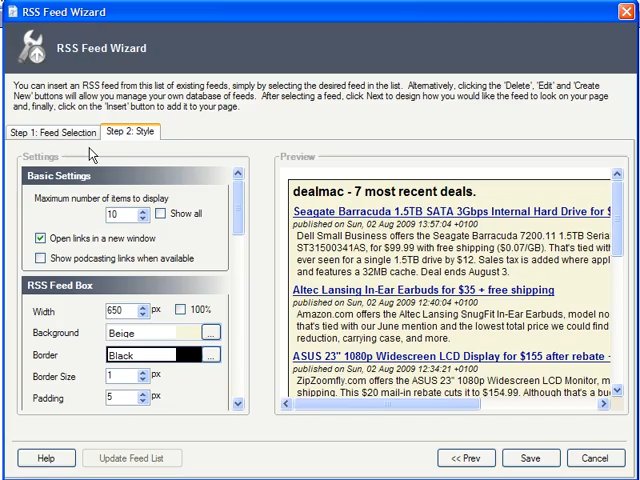 RSS Feed Wizard
RSS Feed Wizard
You can insert an RSS feed from this list of existing feeds, simply by selecting the desired feed in the list. Alternatively, clicking the 'Delete', 'Edit' and 'Create
New' buttons will allow you manage your own database of feeds. After selecting a feed, click Next to design how you would like the feed to look on your page
and, finally, click on the 'Insert' button to add it to your page.
Step 1: Feed Selection
Step 2: Style
Settings
Basic Settings
Maximum number of items to display
10
Show all
Open links in a new window
Show podcasting links when available
RSS Feed Box
Width
650
px
100%
Background
Beige
...
Border
Black
...
Border Size
1
px
Padding
5
px
Preview
dealmac - 7 most recent deals.
Seagate Barracuda 1.5TB SATA 3Gbps Internal Hard Drive for $
published on Sun, 02 Aug 2009 13:57:04 +0100
Dell Small Business offers the Seagate Barracuda 7200.11 1.5TB Seria
ST31500341AS, for $99.99 with free shipping ($0.07/GB). That's tied with
ever seen for a single 1.5TB drive by $12. Sales tax is added where appl
and features a 32MB cache. Deal ends August 3.
Altec Lansing In-Ear Earbuds for $35 + free shipping
published on Sun, 02 Aug 2009 12:40:04 +0100
Amazon.com offers the Altec Lansing SnugFit In-Ear Earbuds, model no
that's tied with our June mention and the lowest total price we could find
reduction, carrying case, and more.
ASUS 23" 1080p Widescreen LCD Display for $155 after rebate
published on Sun, 02 Aug 2009 12:34:21 +0100
ZipZoomfly.com offers the ASUS 23" 1080p Widescreen LCD Monitor, m
shipping. This $20 mail-in rebate cuts it to $154.99. Although that's a bu
Help
Update Feed List
<< Prev
Save
Cancel